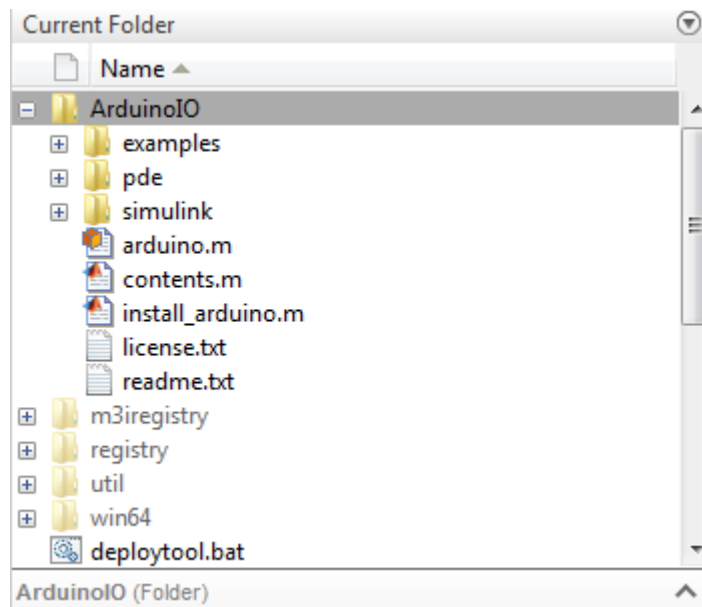 Current Folder
Name
ArduinoIO
examples
pde
simulink
arduino.m
contents.m
install_arduino.m
license.txt
readme.txt
m3iregistry
registry
util
win64
deploytool.bat
ArduinoIO (Folder)